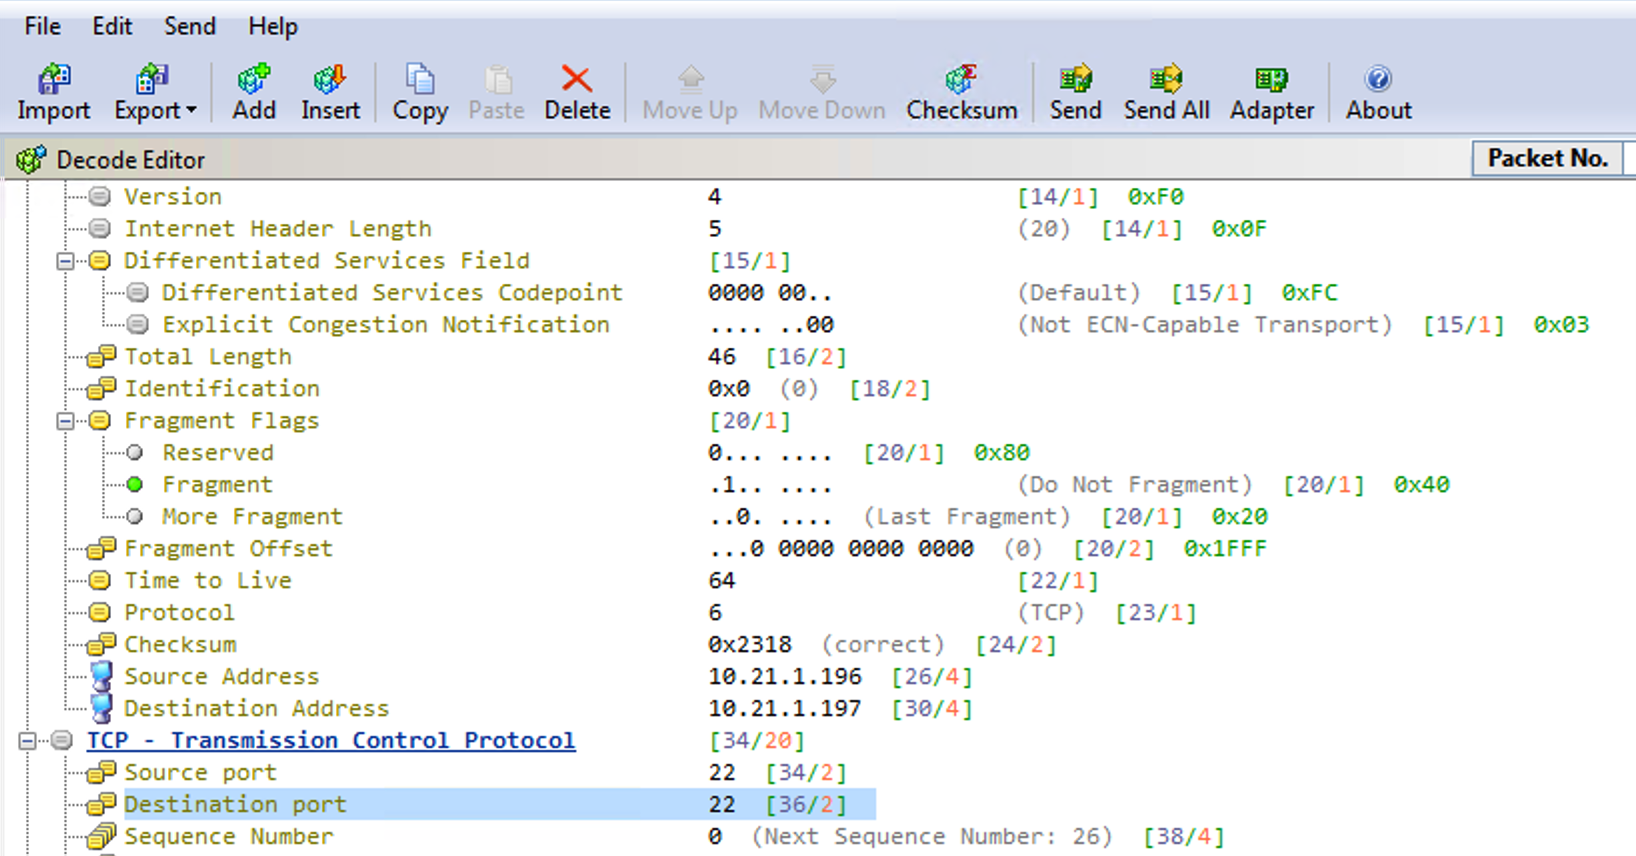 File Edit Send Help
Import Export Add Insert Copy Paste Delete Move Up Move Down Checksum Send Send All Adapter About
Decode Editor Packet No.
Version 4 [14/1] 0xF0
Internet Header Length 5 (20) [14/1] 0x0F
Differentiated Services Field [15/1]
Differentiated Services Codepoint 0000 00.. (Default) [15/1] 0xFC
Explicit Congestion Notification .... ..00 (Not ECN-Capable Transport) [15/1] 0x03
Total Length 46 [16/2]
Identification 0x0 (0) [18/2]
Fragment Flags [20/1]
Reserved 0... .... [20/1] 0x80
Fragment .1.. .... (Do Not Fragment) [20/1] 0x40
More Fragment ..0. .... (Last Fragment) [20/1] 0x20
Fragment Offset ...0 0000 0000 0000 (0) [20/2] 0x1FFF
Time to Live 64 [22/1]
Protocol 6 (TCP) [23/1]
Checksum 0x2318 (correct) [24/2]
Source Address 10.21.1.196 [26/4]
Destination Address 10.21.1.197 [30/4]
TCP - Transmission Control Protocol [34/20]
Source port 22 [34/2]
Destination port 22 [36/2]
Sequence Number 0 (Next Sequence Number: 26) [38/4]